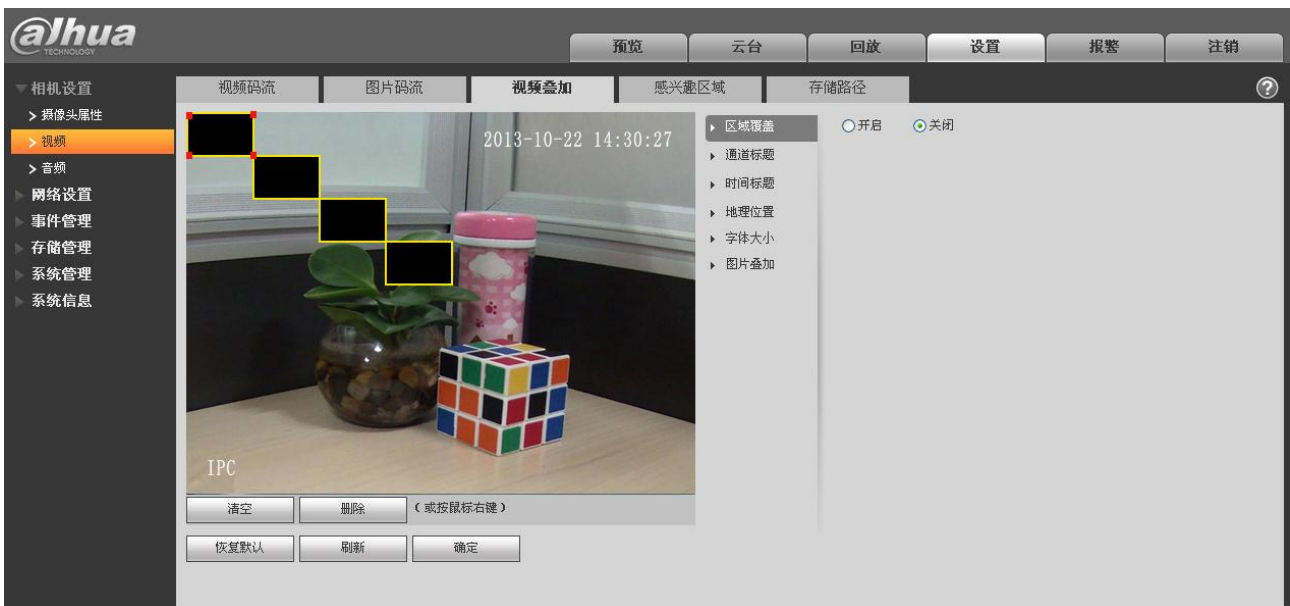 alhua
TECHNOLOGY
预览 云台 回放 设置 报警 注销
相机设置
摄像头属性
视频
音频
网络设置
事件管理
存储管理
系统管理
系统信息
视频码流 图片码流 视频叠加 感兴趣区域 存储路径
2013-10-22 14:30:27
IPC
区域覆盖 开启 关闭
通道标题
时间标题
地理位置
字体大小
图片叠加
清空 删除 (或按鼠标右键)
恢复默认 刷新 确定